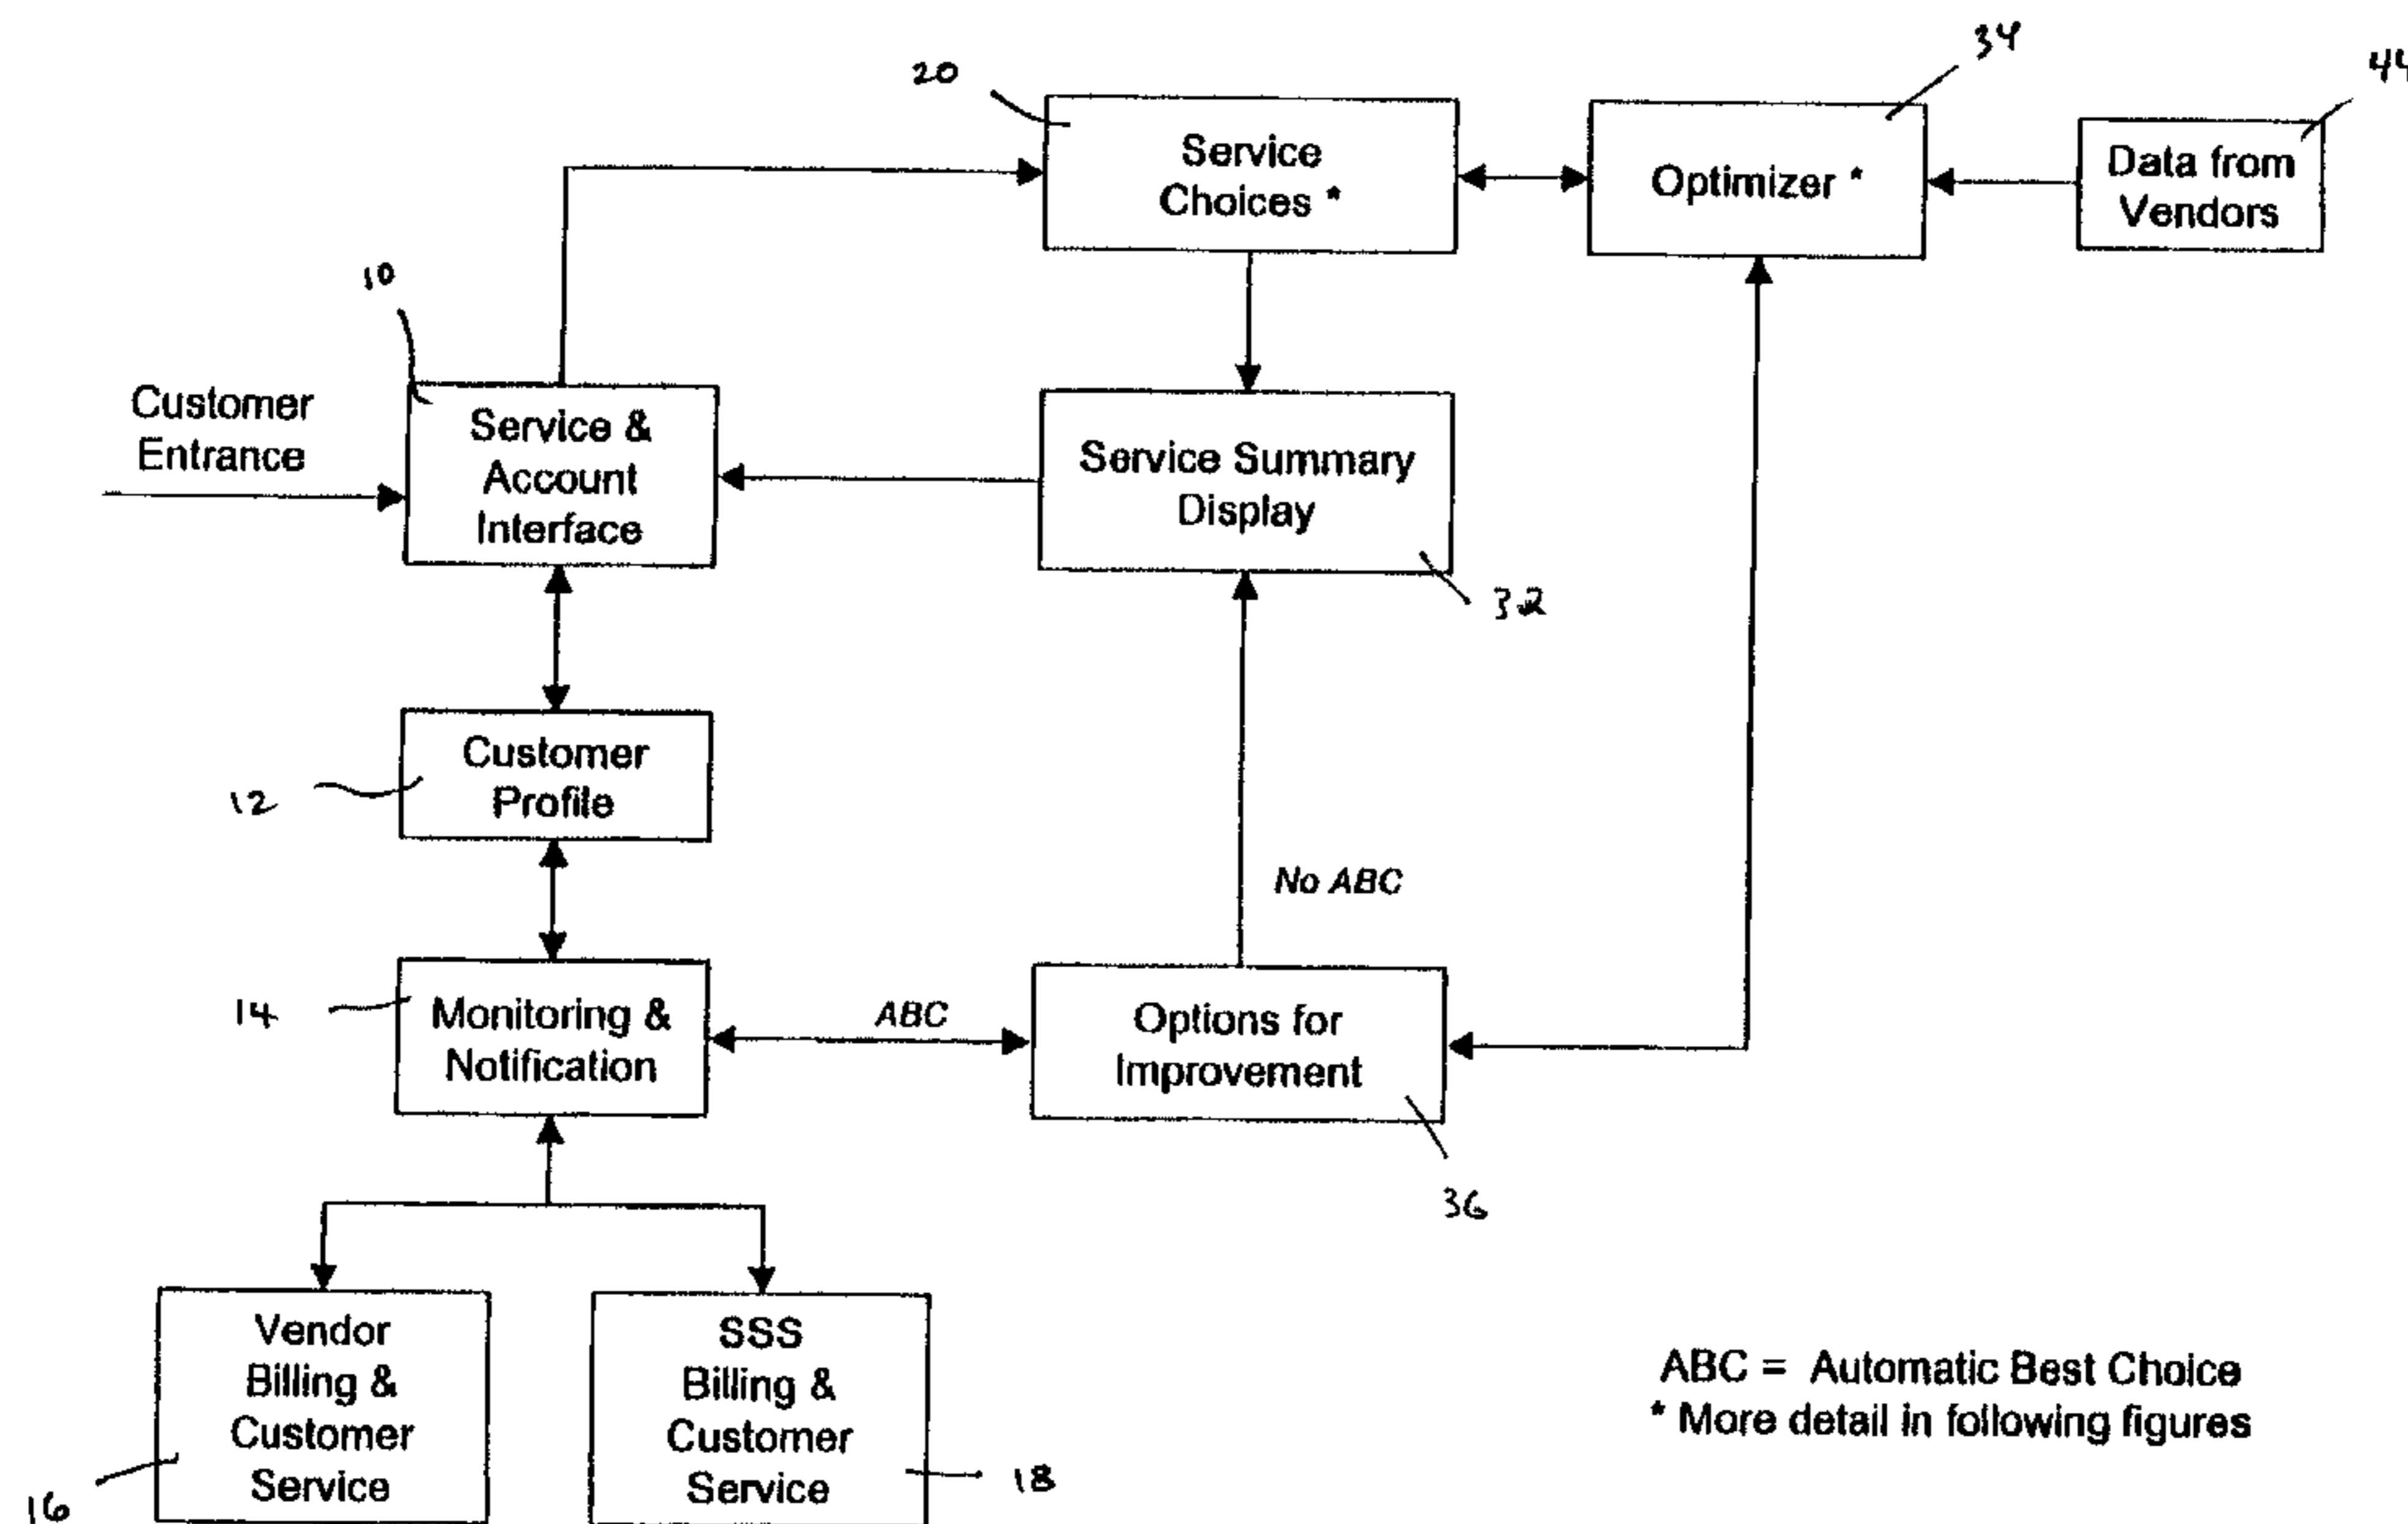 34
44
20
Service
Choices *
Optimizer *
Data from
Vendors
10
Customer
Entrance
Service &
Account
Interface
Service Summary
Display
32
Customer
Profile
12
No ABC
14
Monitoring &
Notification
ABC
Options for
Improvement
36
Vendor
Billing &
Customer
Service
16
SSS
Billing &
Customer
Service
18
ABC = Automatic Best Choice
* More detail in following figures